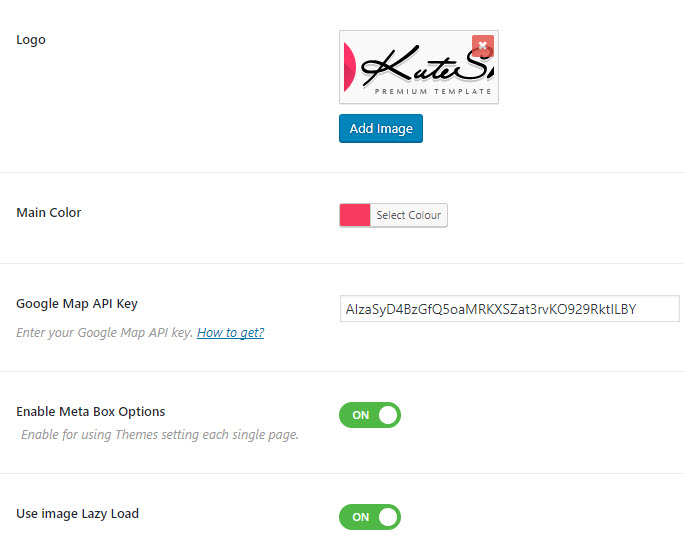 Logo
KuteSh
PREMIUM TEMPLATE
Add Image
Main Color
Select Colour
Google Map API Key
AIzaSyD4BzGfQ5oaMRKXSZat3rvKO929RktILBY
Enter your Google Map API key. How to get?
Enable Meta Box Options
ON
Enable for using Themes setting each single page.
Use image Lazy Load
ON